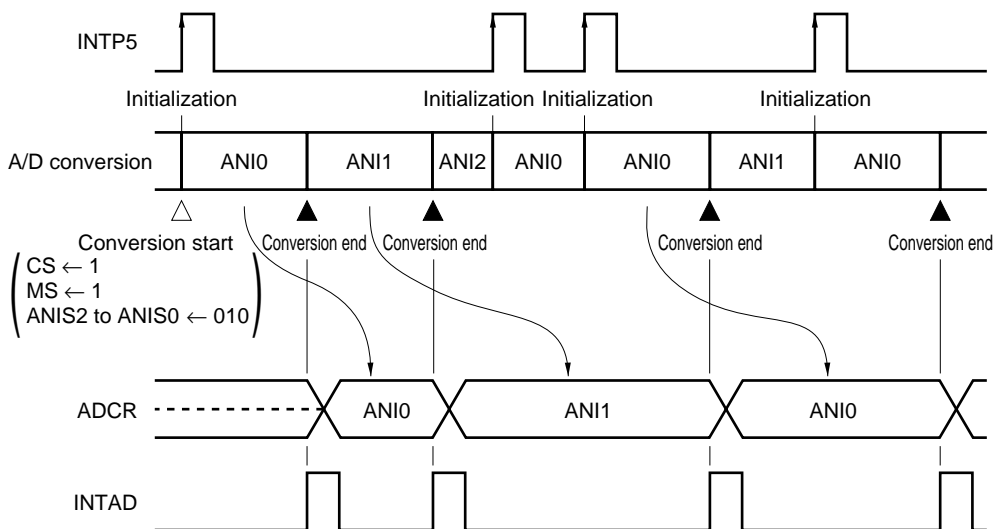 INTP5
Initialization Initialization Initialization Initialization
A/D conversion ANI0 ANI1 ANI2 ANI0 ANI0 ANI1 ANI0
Conversion start Conversion end Conversion end Conversion end Conversion end
CS ← 1
MS ← 1
ANIS2 to ANIS0 ← 010
ADCR ANI0 ANI1 ANI0
INTAD